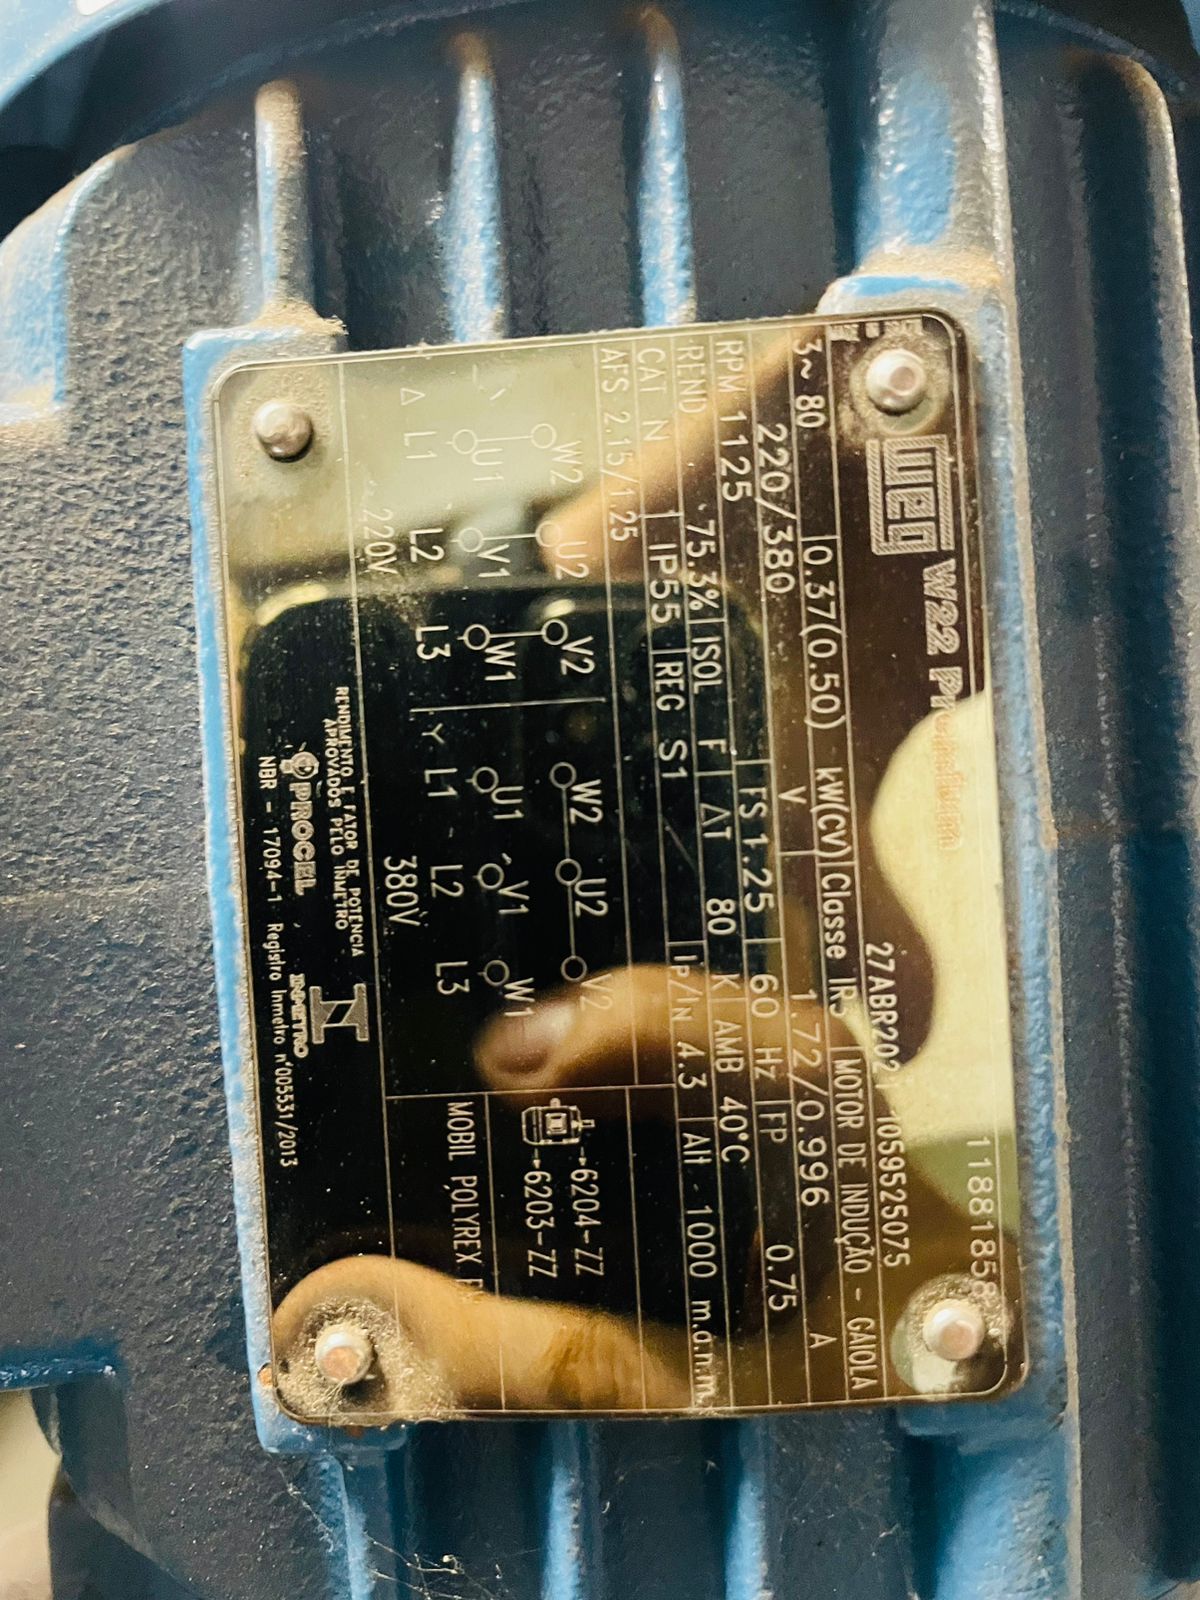 WEG W22 Premium 11881858
27ABR2021 1059525075
3~ 80 0.37(0.50) kW(CV) Classe IR3 MOTOR DE INDUÇÃO - GAIOLA
220/380 V 1.72/0.996 A
RPM 1125 FS 1.25 60 Hz FP 0.75
REND 75.3% ISOL F ΔT 80 K AMB 40°C
CAT N IP55 REG S1 Ip/In 4.3 Alt 1000 m.a.n.m.
AFS 2.15/1.25
W2 U2 V2 W2 U2 V2 →6204-ZZ
U1 V1 W1 U1 V1 W1 →6203-ZZ
Δ L1 L2 L3 Y L1 L2 L3 MOBIL POLYREX
220V 380V
RENDIMENTO E FATOR DE POTÊNCIA
APROVADOS PELO INMETRO
PROCEL INMETRO
NBR - 17094-1 Registro Inmetro n°005531/2013